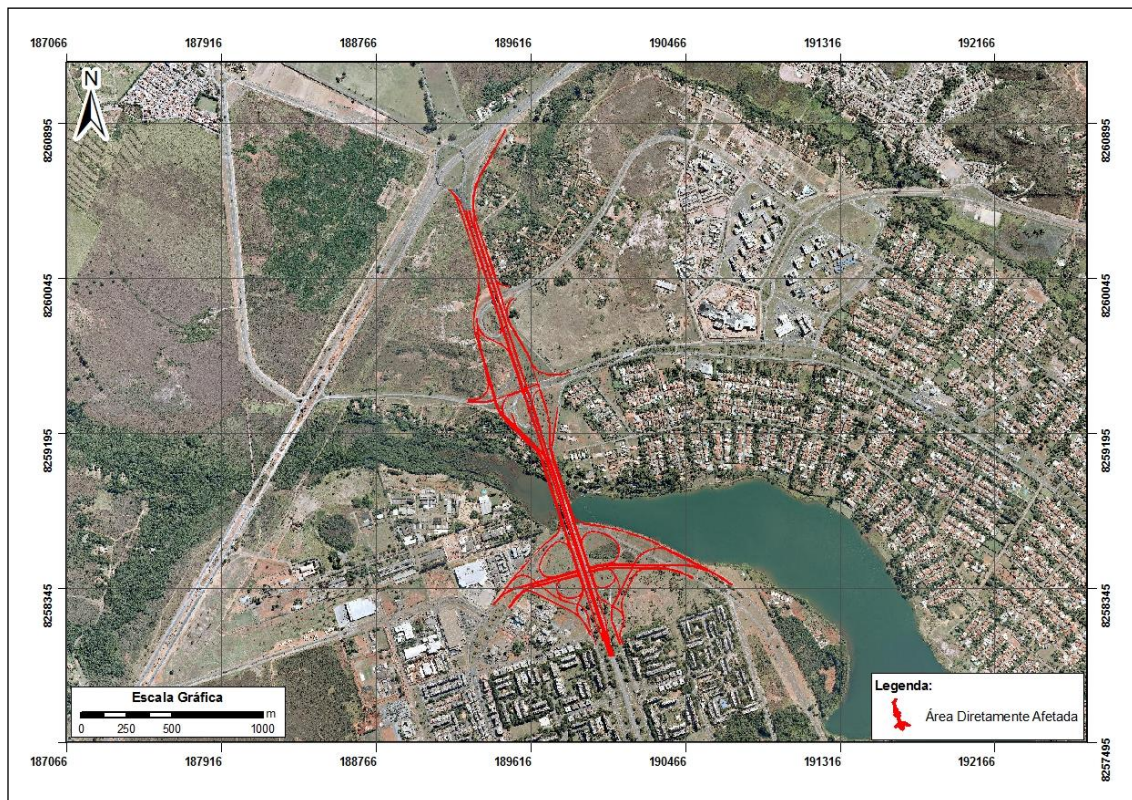 187066 187916 188766 189616 190466 191316 192166
N
8260895 8260895
8260045 8260045
8259195 8259195
8258345 8258345
Escala Gráfica
m
0 250 500 1000
Legenda:
Área Diretamente Afetada
8257495
187066 187916 188766 189616 190466 191316 192166